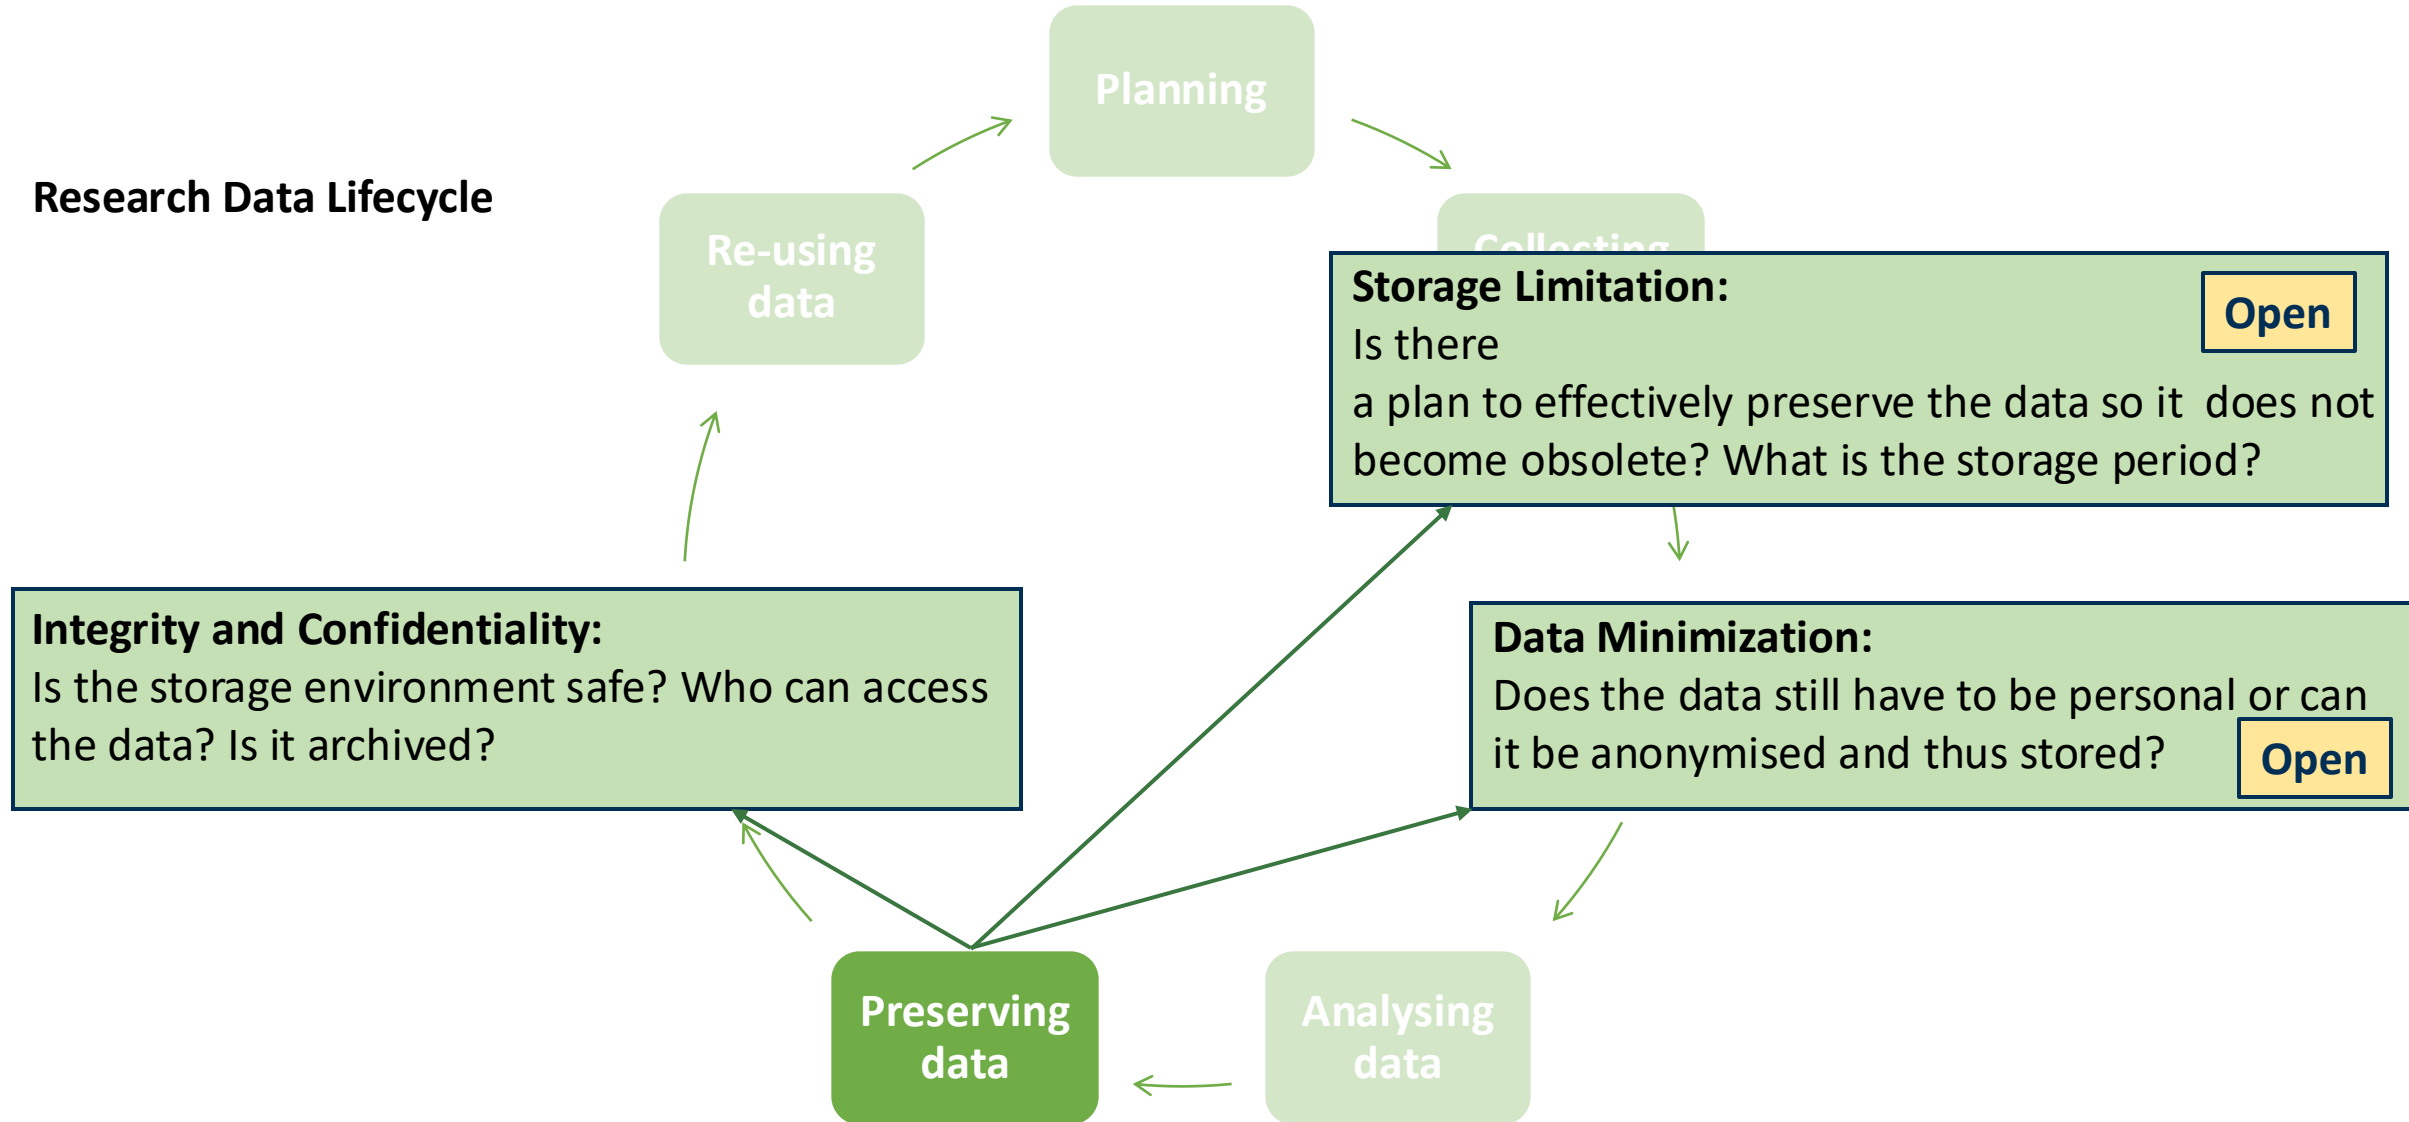 Planning
Research Data Lifecycle
Re-using
data
Collecting
Storage Limitation:
Open
Is there
a plan to effectively preserve the data so it does not
become obsolete? What is the storage period?
Integrity and Confidentiality:
Is the storage environment safe? Who can access
the data? Is it archived?
Data Minimization:
Does the data still have to be personal or can
it be anonymised and thus stored?
Open
Preserving
data
Analysing
data